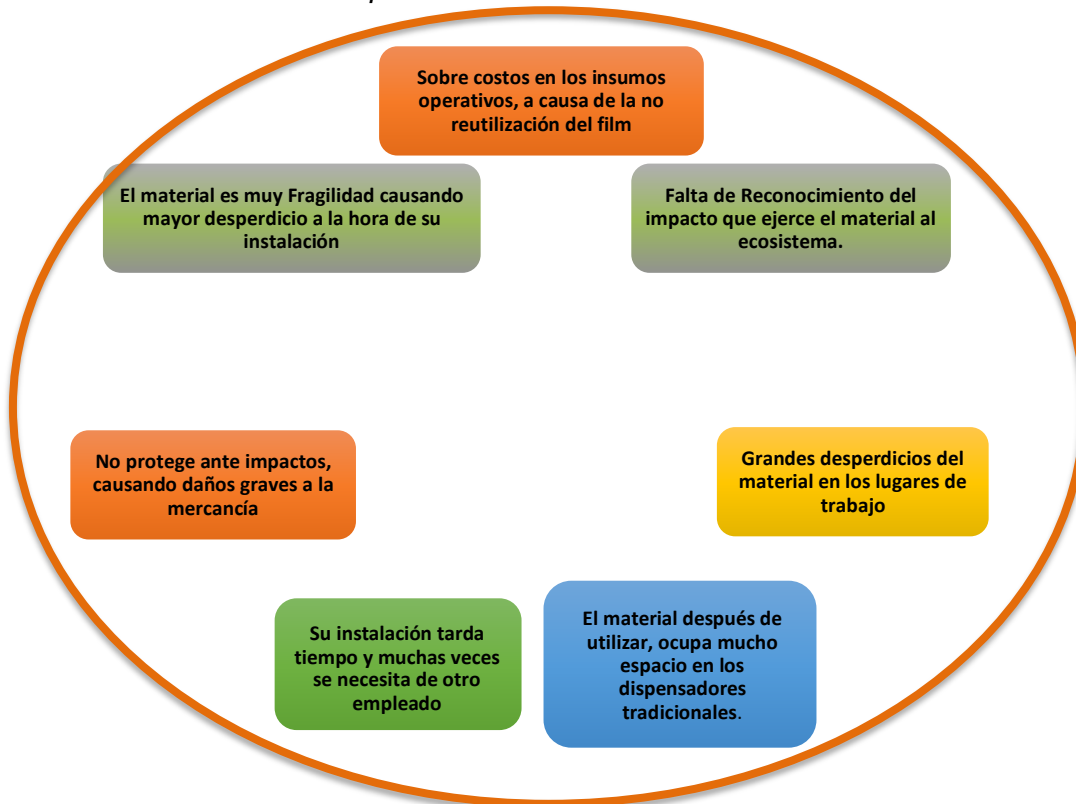 Sobre costos en los insumos
operativos, a causa de la no
reutilización del film
El material es muy Fragilidad causando
mayor desperdicio a la hora de su
instalación
Falta de Reconocimiento del
impacto que ejerce el material al
ecosistema.
No protege ante impactos,
causando daños graves a la
mercancía
Grandes desperdicios del
material en los lugares de
trabajo
Su instalación tarda
tiempo y muchas veces
se necesita de otro
empleado
El material después de
utilizar, ocupa mucho
espacio en los
dispensadores
tradicionales.